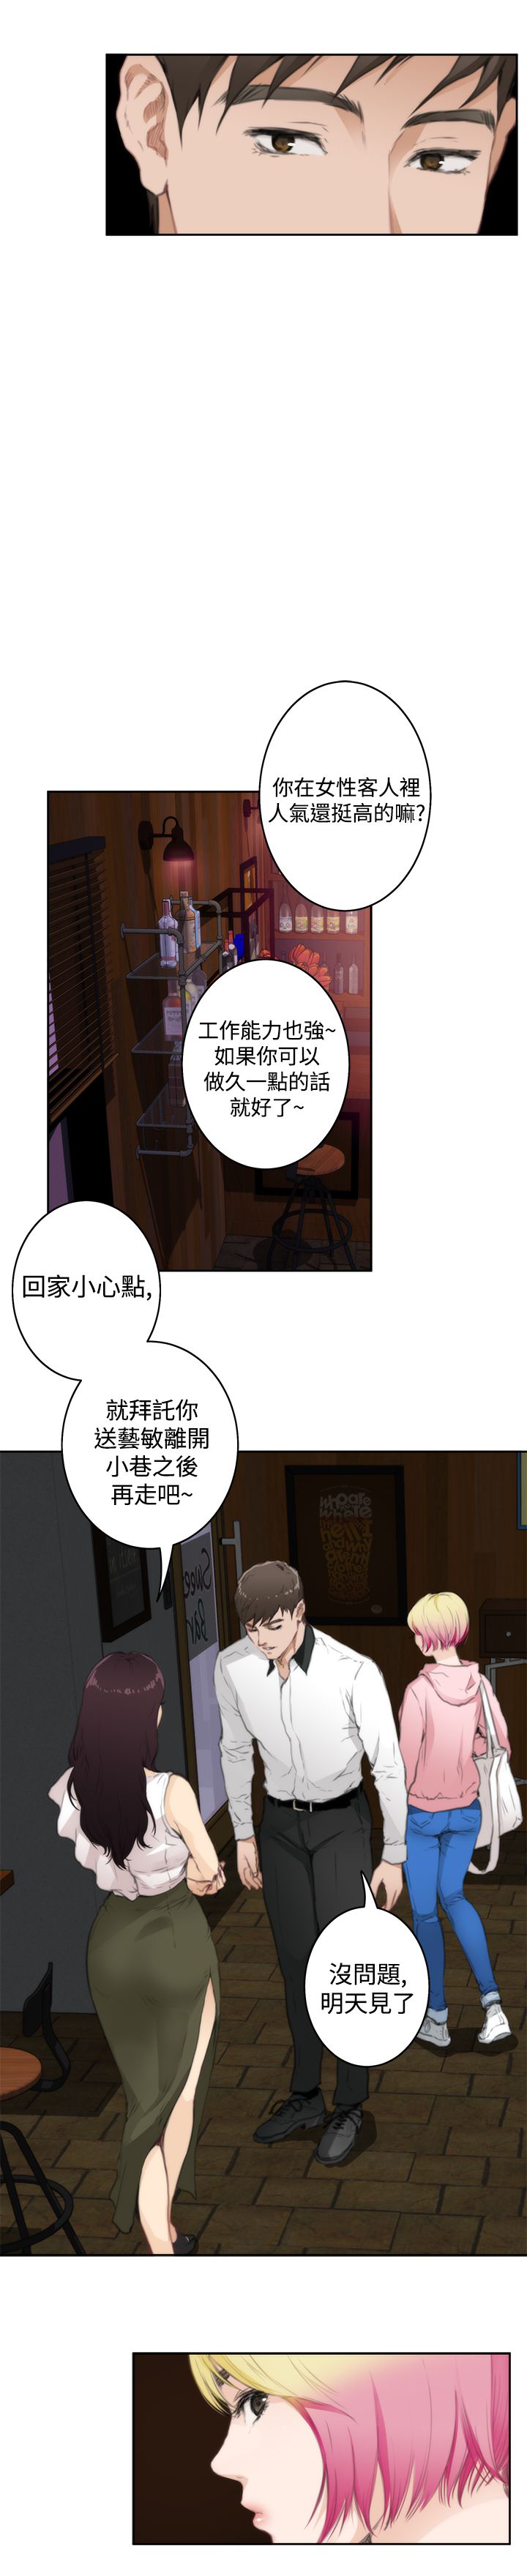 你在女性客人裡
人氣還挺高的嘛?
工作能力也強~
如果你可以
做久一點的話
就好了~
回家小心點,
就拜託你
送藝敏離開
小巷之後
再走吧~
沒問題,
明天見了